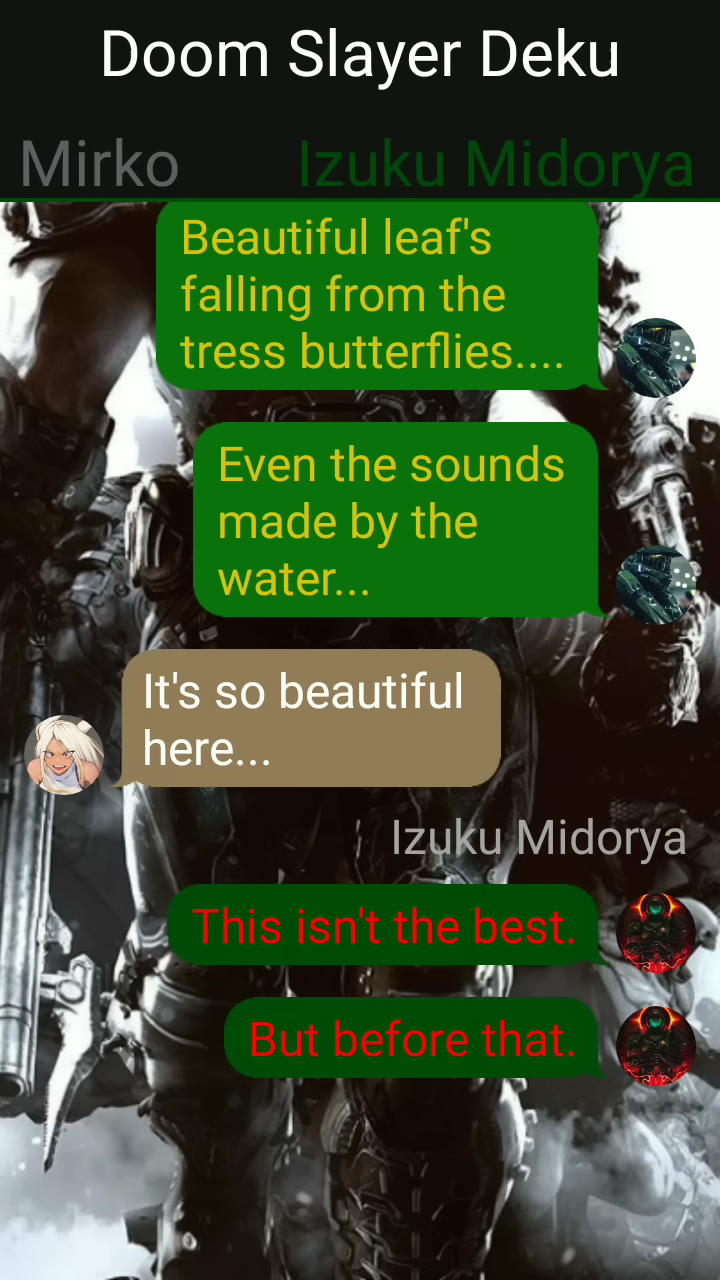 Doom Slayer Deku
Mirko
Izuku Midorya
Beautiful leaf's
falling from the
tress butterflies....
Even the sounds
made by the
water...
It's so beautiful
here...
Izuku Midorya
This isn't the best.
But before that.